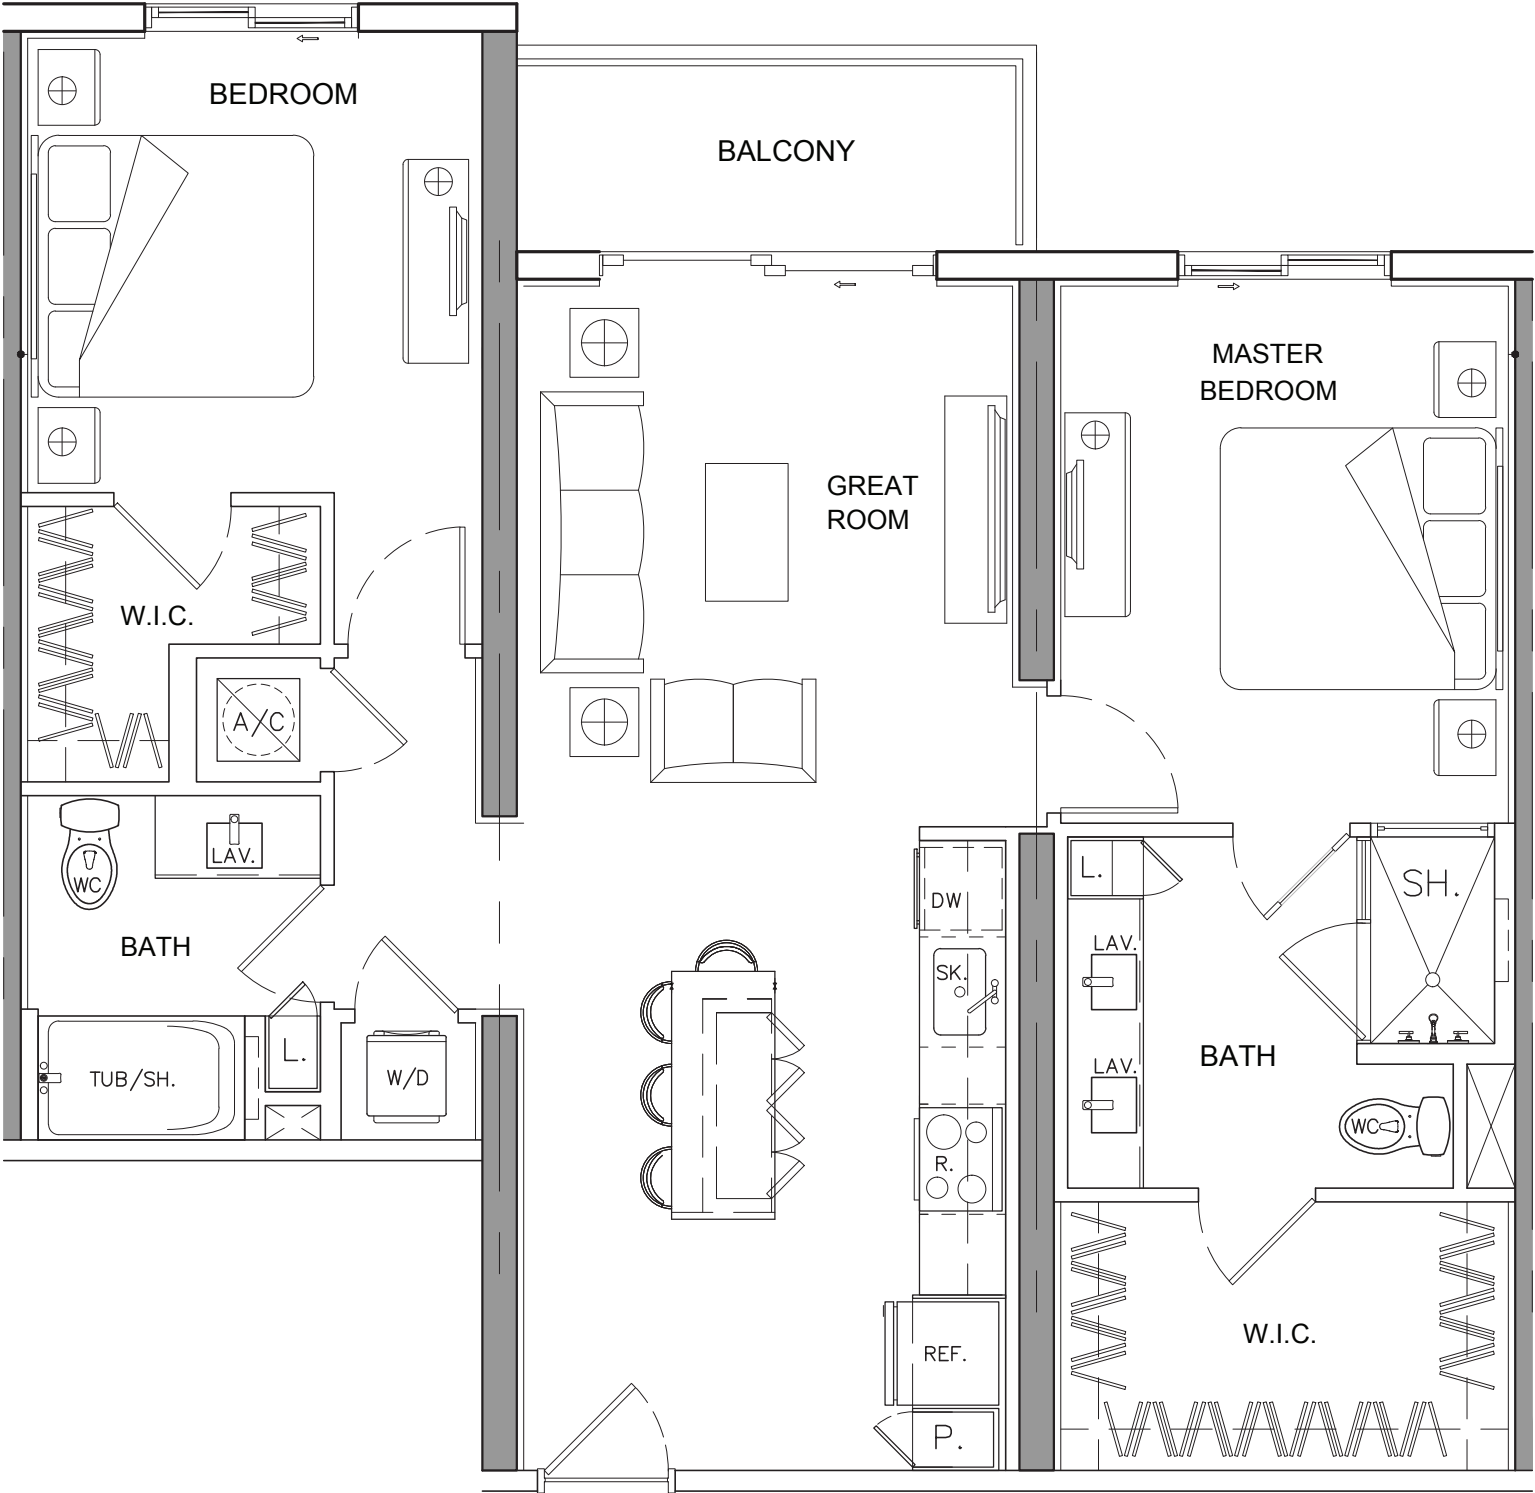 BEDROOM
BALCONY
MASTER
BEDROOM
GREAT
ROOM
W.I.C.
A/C
LAV.
WC
BATH
L.
TUB/SH.
W/D
DW
SK.
R.
REF.
P.
L.
SH.
LAV.
BATH
LAV.
WC
W.I.C.